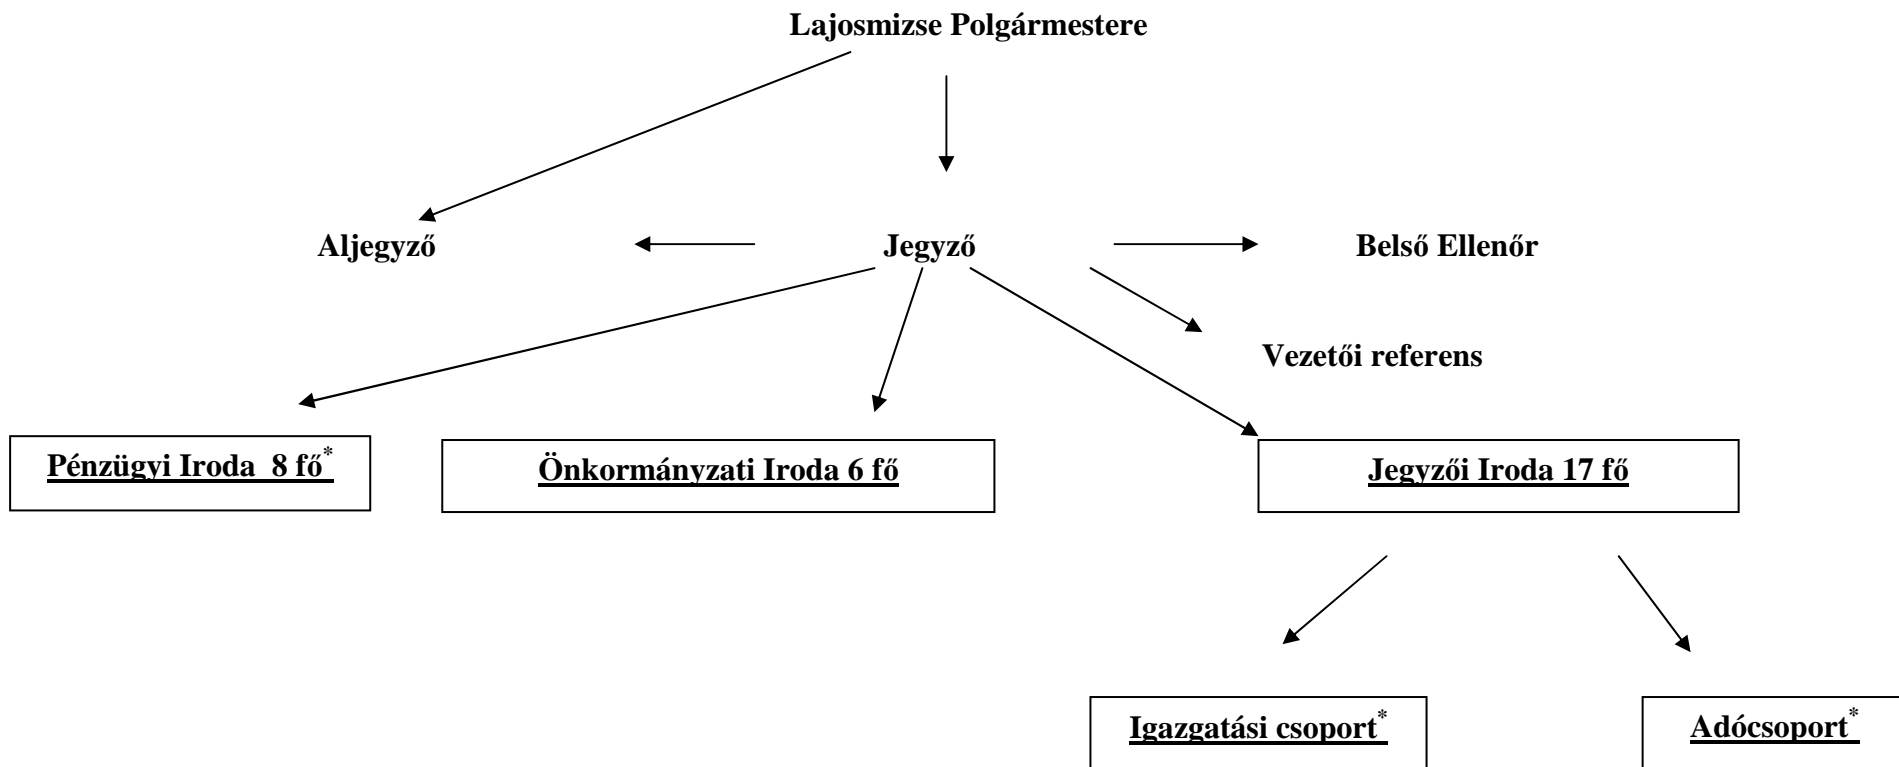 Lajosmizse Polgármestere
Aljegyző
Jegyző
Belső Ellenőr
Vezetői referens
Pénzügyi Iroda  8 fő*
Önkormányzati Iroda 6 fő
Jegyzői Iroda 17 fő
Igazgatási csoport*
Adócsoport*